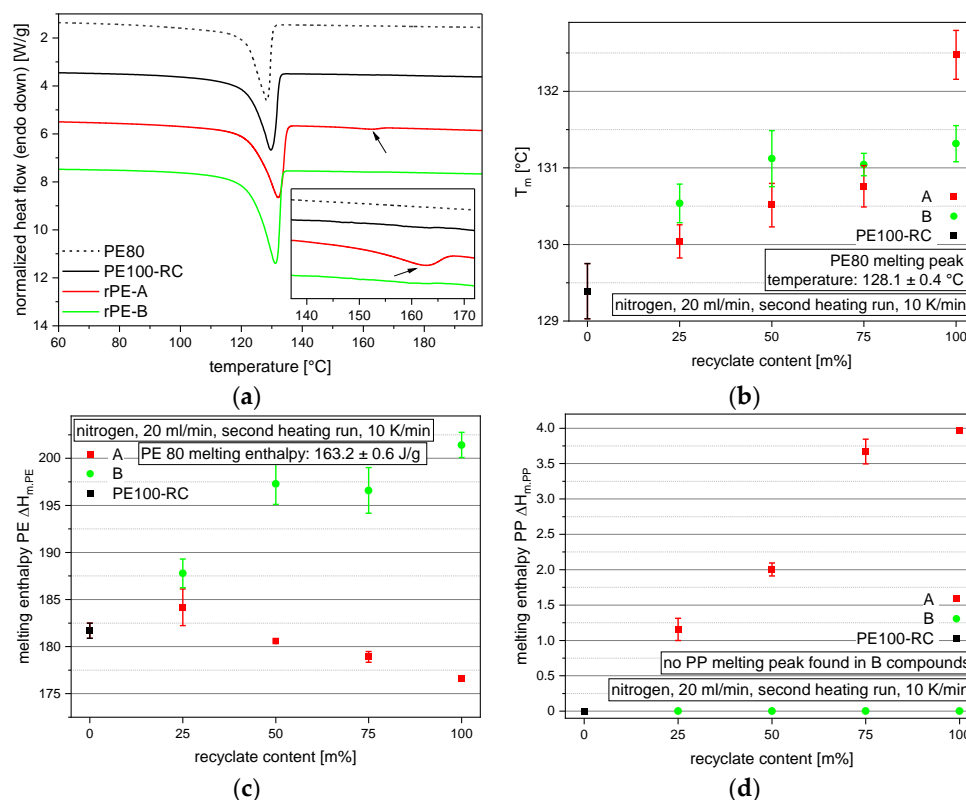 2
4
6
8
10
12
14
normalized heat flow (endo down) [W/g]
PE80
PE100-RC
rPE-A
rPE-B
140 150 160 170
60 80 100 120 140 160 180
temperature [°C]
(a)
132
131
130
129
T_m [°C]
A
B
PE100-RC
PE80 melting peak
temperature: 128.1 ± 0.4 °C
nitrogen, 20 ml/min, second heating run, 10 K/min
0 25 50 75 100
recyclate content [m%]
(b)
nitrogen, 20 ml/min, second heating run, 10 K/min
A
PE 80 melting enthalpy: 163.2 ± 0.6 J/g
B
PE100-RC
200
195
190
185
180
175
melting enthalpy PE ΔH_m,PE
0 25 50 75 100
recyclate content [m%]
(c)
4.0
3.5
3.0
2.5
2.0
1.5
1.0
0.5
0
melting enthalpy PP ΔH_m,PP
A
B
PE100-RC
no PP melting peak found in B compounds
nitrogen, 20 ml/min, second heating run, 10 K/min
0 25 50 75 100
recyclate content [m%]
(d)